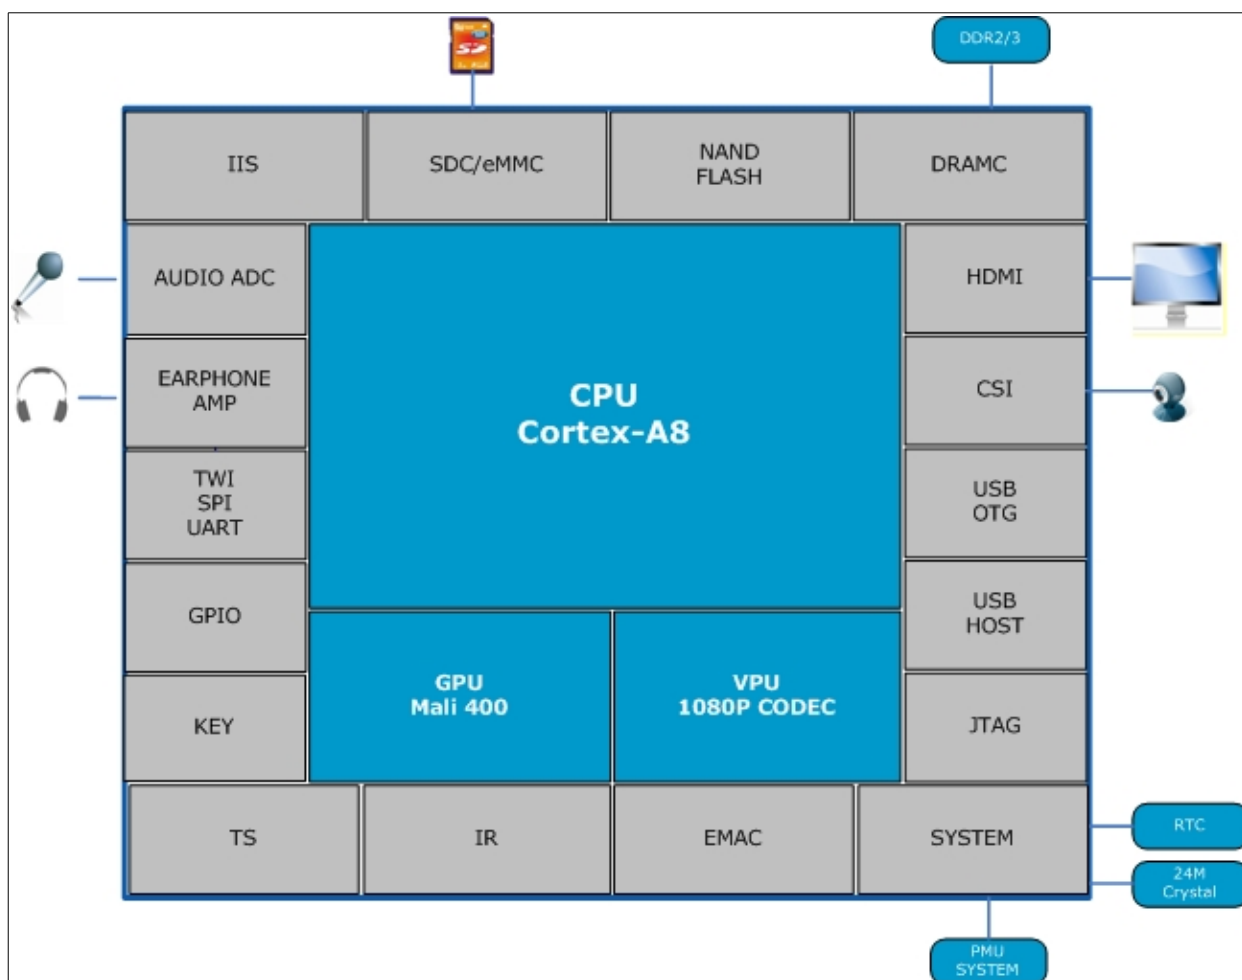 DDR2/3
IIS
SDC/eMMC
NAND
FLASH
DRAMC
AUDIO ADC
HDMI
EARPHONE
AMP
CPU
Cortex-A8
CSI
TWI
SPI
UART
USB
OTG
GPIO
USB
HOST
GPU
Mali 400
VPU
1080P CODEC
KEY
JTAG
TS
IR
EMAC
SYSTEM
RTC
24M
Crystal
PMU
SYSTEM